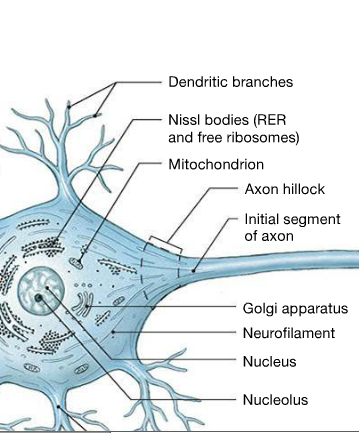 Dendritic branches
Nissl bodies (RER
and free ribosomes)
Mitochondrion
Axon hillock
Initial segment
of axon
Golgi apparatus
Neurofilament
Nucleus
Nucleolus